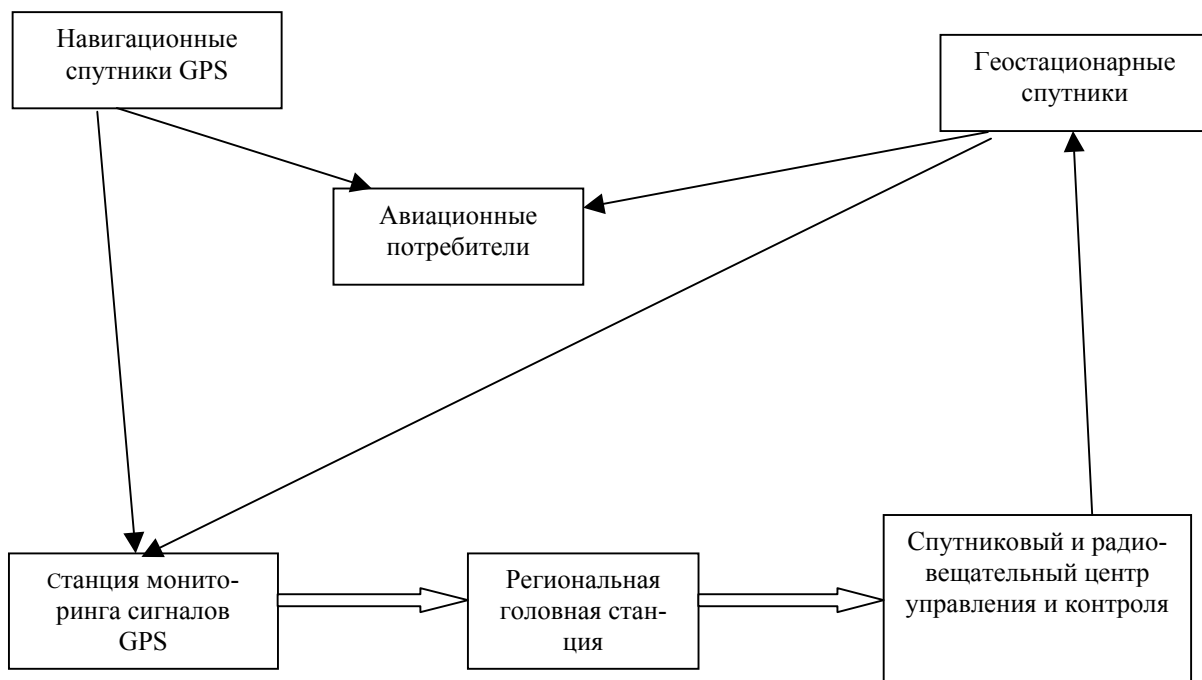 Навигационные
спутники GPS
Геостационарные
спутники
Авиационные
потребители
Станция монито-
ринга сигналов
GPS
Региональная
головная стан-
ция
Спутниковый и радио-
вещательный центр
управления и контроля